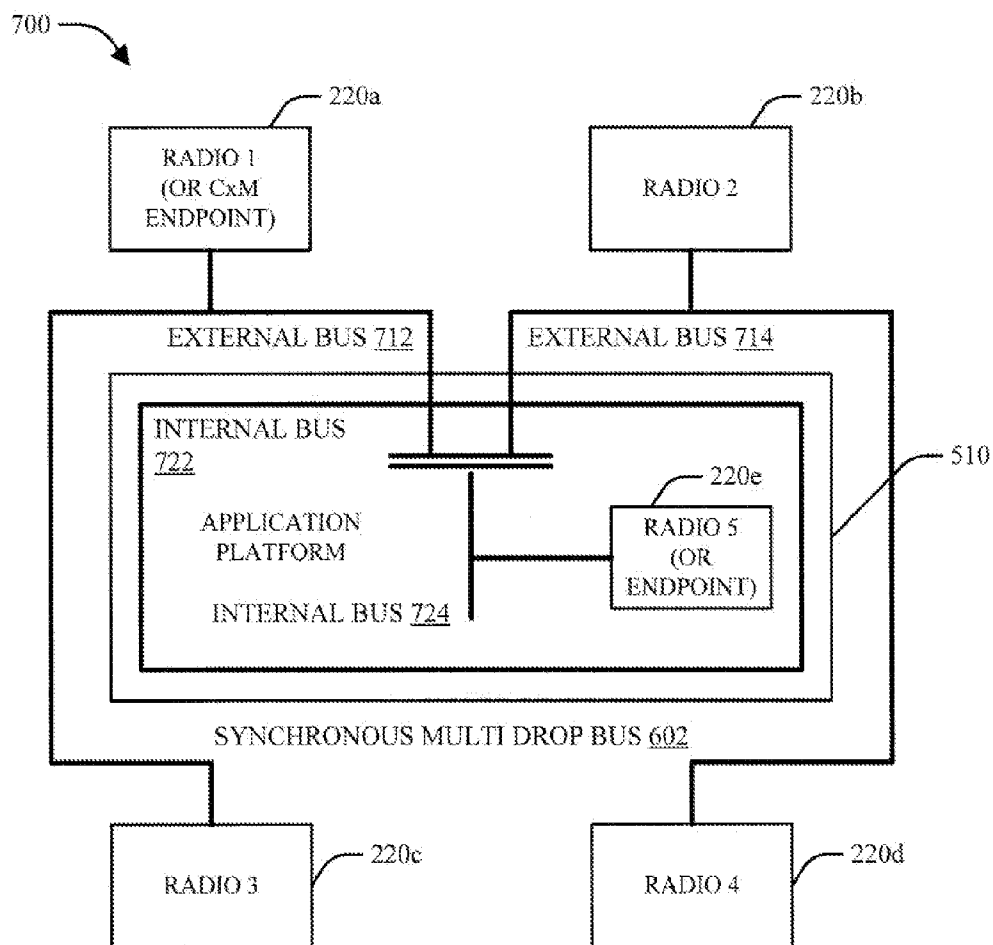 700
220a
220b
RADIO 1
(OR CxM
ENDPOINT)
RADIO 2
EXTERNAL BUS 712
EXTERNAL BUS 714
INTERNAL BUS
722
510
220e
APPLICATION
PLATFORM
RADIO 5
(OR
ENDPOINT)
INTERNAL BUS 724
SYNCHRONOUS MULTI DROP BUS 602
220c
220d
RADIO 3
RADIO 4